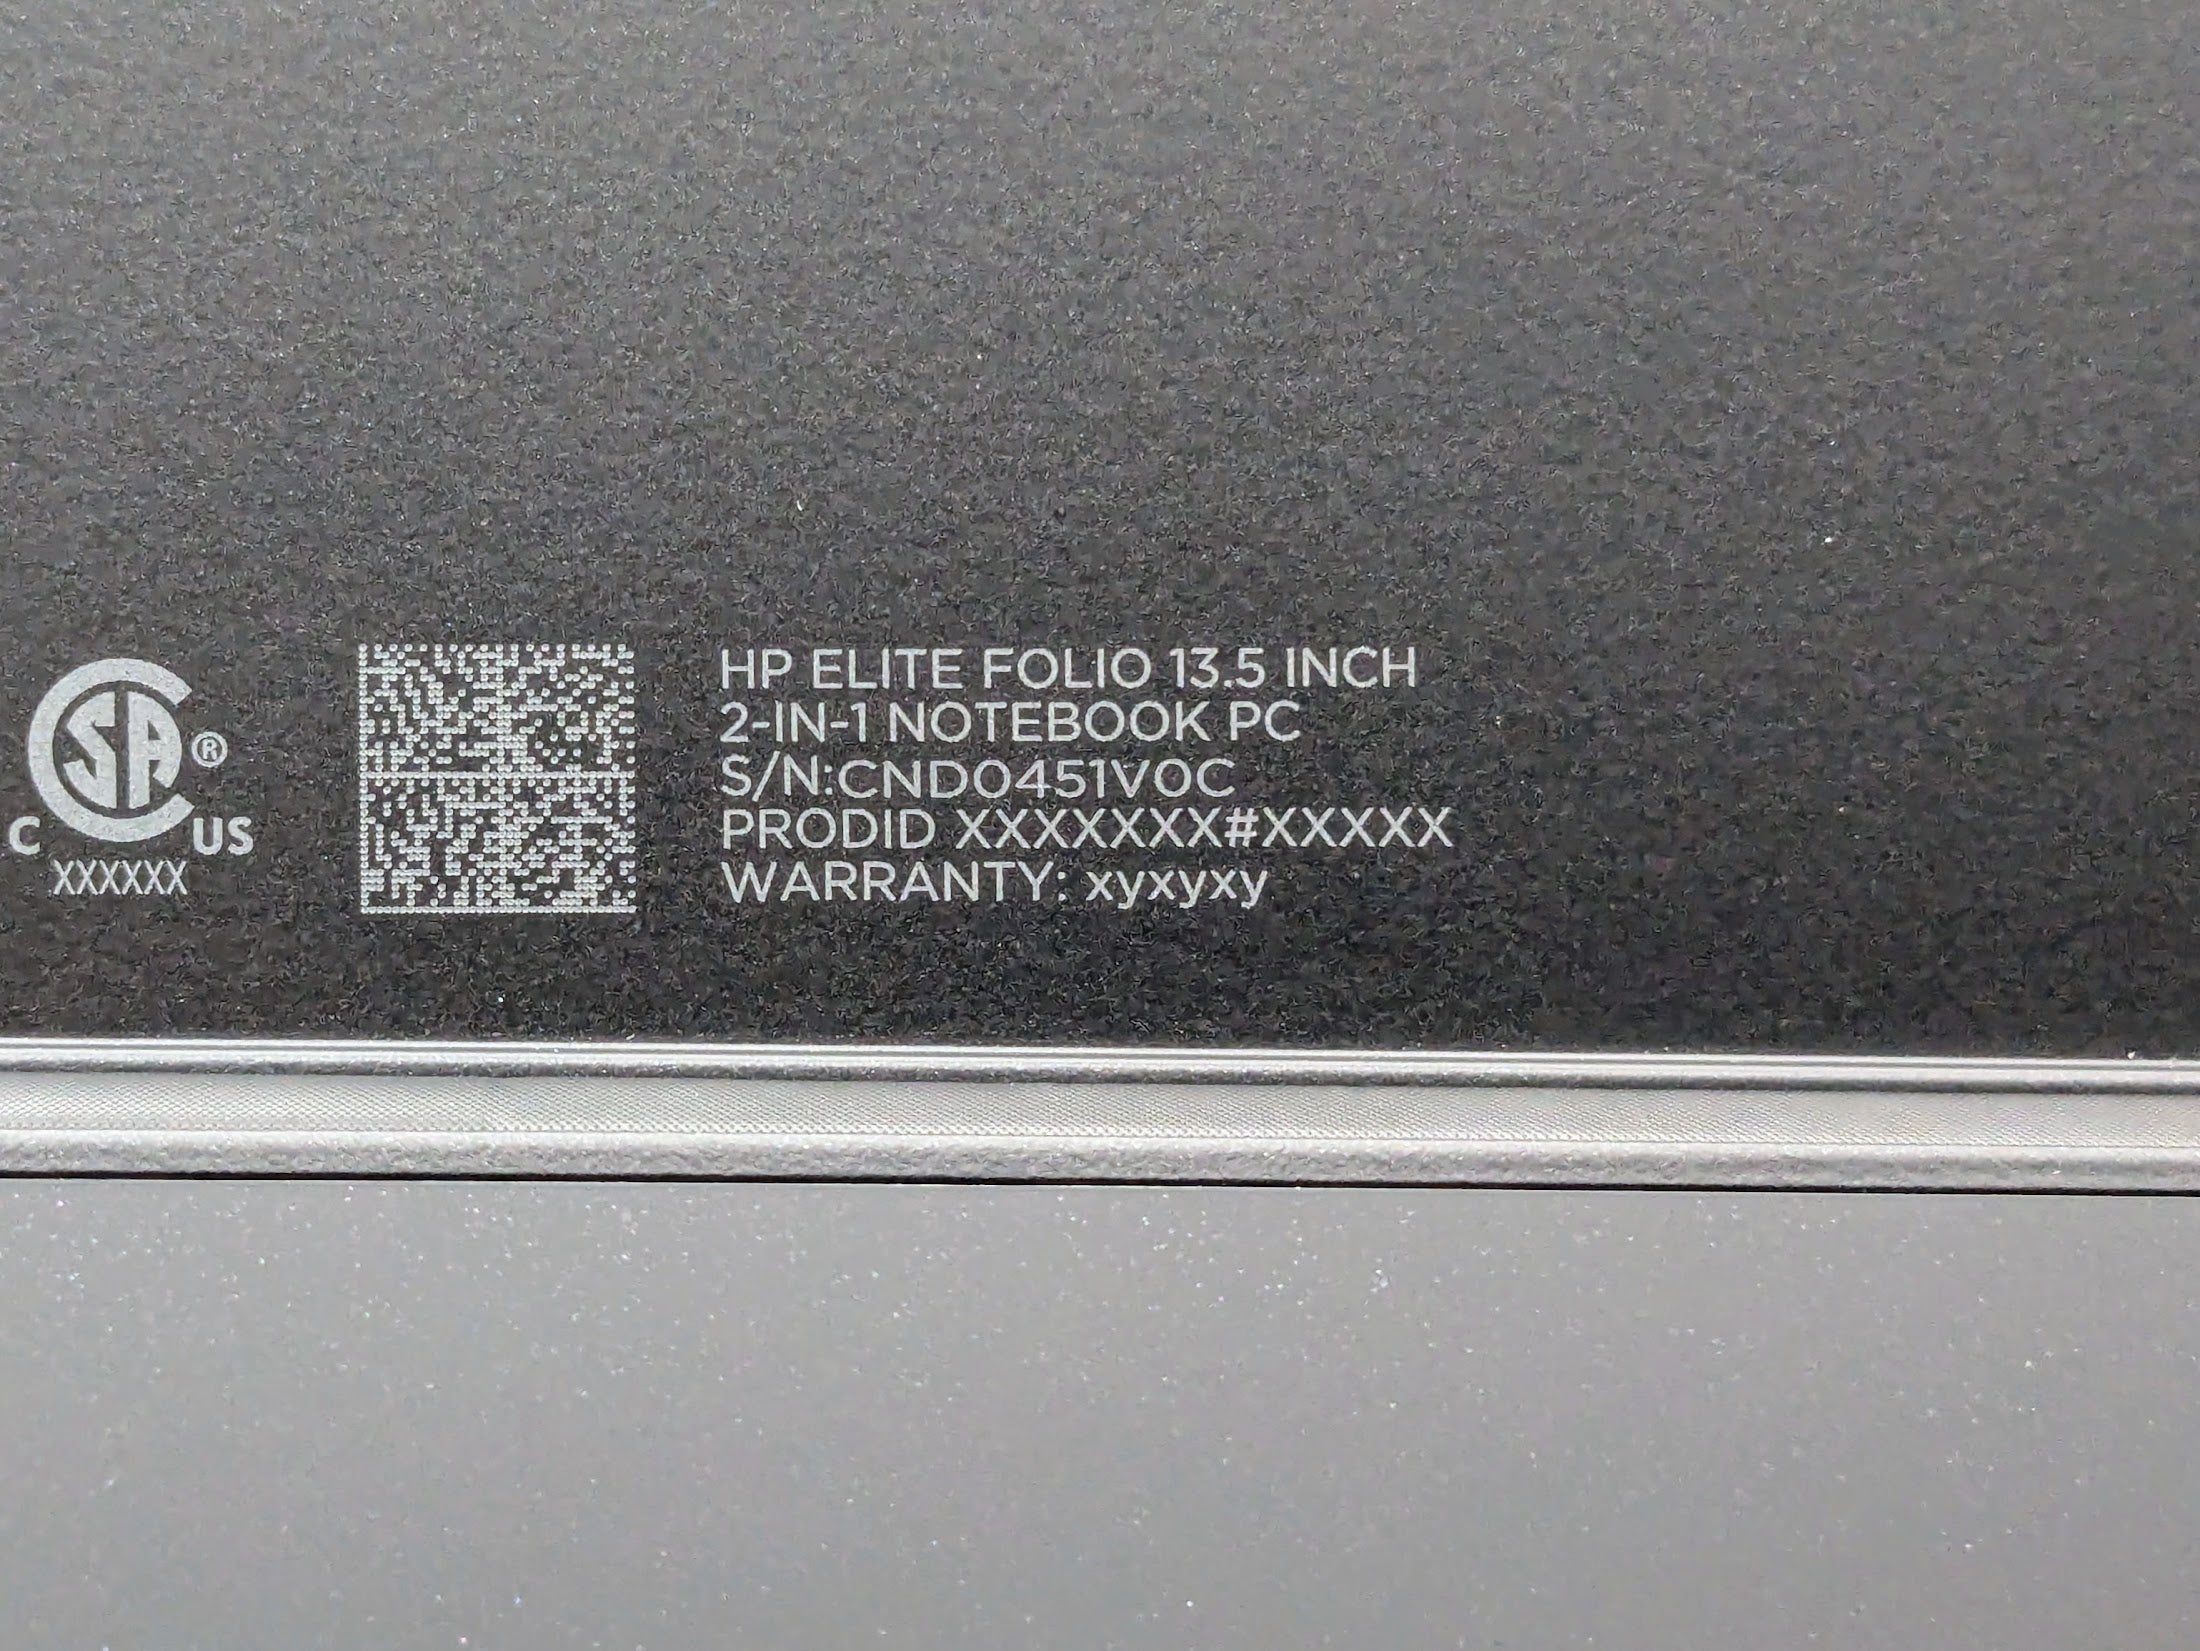 CSA®
C US
XXXXXX
HP ELITE FOLIO 13.5 INCH
2-IN-1 NOTEBOOK PC
S/N:CND0451V0C
PRODID XXXXXXX#XXXXX
WARRANTY: xyxyxy